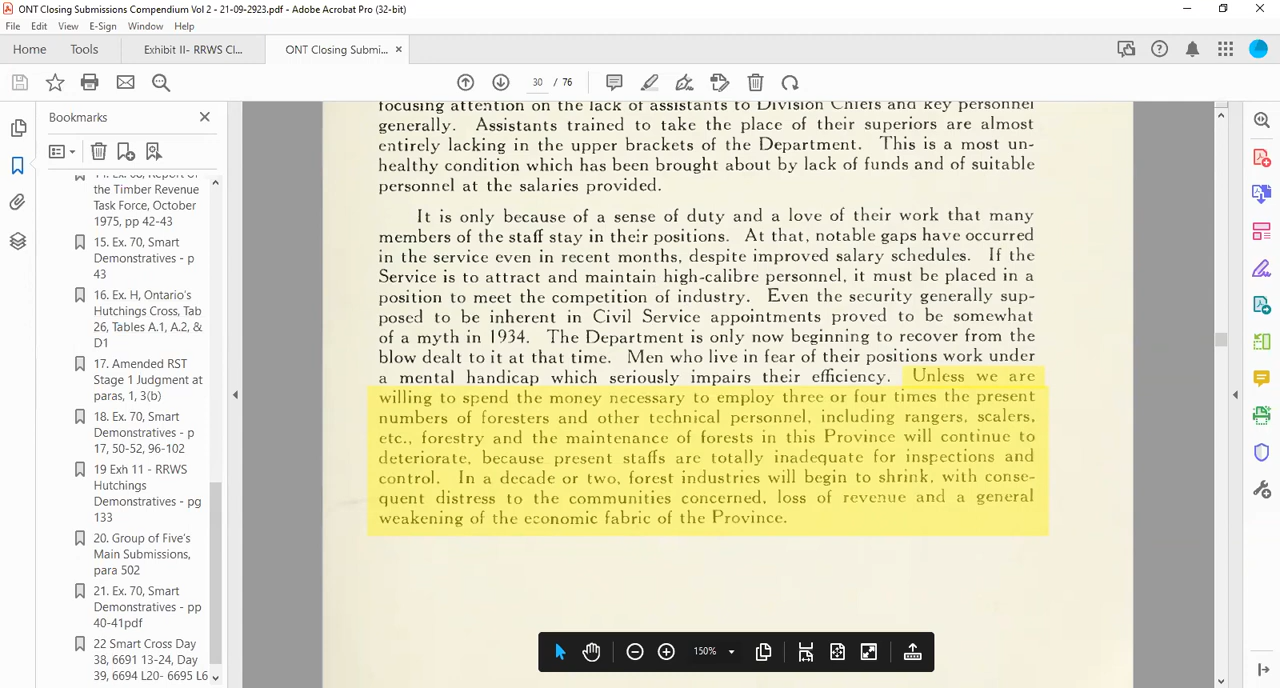 ONT Closing Submissions Compendium Vol 2 - 21-09-2923.pdf - Adobe Acrobat Pro (32-bit)
File Edit View E-Sign Window Help
Home Tools Exhibit II- RRWS Cl... ONT Closing Submi... ×
30 / 76
Bookmarks
the Timber Revenue
Task Force, October
1975, pp 42-43
15. Ex. 70, Smart
Demonstratives - p
43
16. Ex. H, Ontario's
Hutchings Cross, Tab
26, Tables A.1, A.2, &
D1
17. Amended RST
Stage 1 Judgment at
paras, 1, 3(b)
18. Ex. 70, Smart
Demonstratives - p
17, 50-52, 96-102
19 Exh 11 - RRWS
Hutchings
Demonstratives - pg
133
20. Group of Five's
Main Submissions,
para 502
21. Ex. 70, Smart
Demonstratives - pp
40-41pdf
22 Smart Cross Day
38, 6691 13-24, Day
39, 6694 L20- 6695 L6
focusing attention on the lack of assistants to Division Chiefs and key personnel
generally. Assistants trained to take the place of their superiors are almost
entirely lacking in the upper brackets of the Department. This is a most un-
healthy condition which has been brought about by lack of funds and of suitable
personnel at the salaries provided.
It is only because of a sense of duty and a love of their work that many
members of the staff stay in their positions. At that, notable gaps have occurred
in the service even in recent months, despite improved salary schedules. If the
Service is to attract and maintain high-calibre personnel, it must be placed in a
position to meet the competition of industry. Even the security generally sup-
posed to be inherent in Civil Service appointments proved to be somewhat
of a myth in 1934. The Department is only now beginning to recover from the
blow dealt to it at that time. Men who live in fear of their positions work under
a mental handicap which seriously impairs their efficiency. Unless we are
willing to spend the money necessary to employ three or four times the present
numbers of foresters and other technical personnel, including rangers, scalers,
etc., forestry and the maintenance of forests in this Province will continue to
deteriorate, because present staffs are totally inadequate for inspections and
control. In a decade or two, forest industries will begin to shrink, with conse-
quent distress to the communities concerned, loss of revenue and a general
weakening of the economic fabric of the Province.
150%